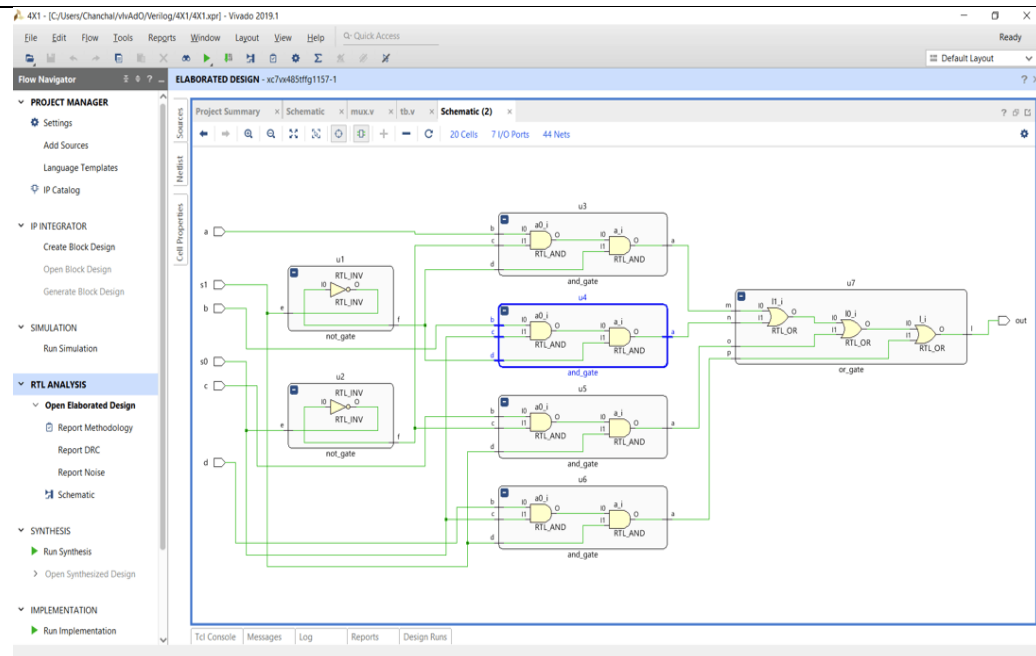 4X1 - [C:/Users/Chanchal/vIvAdO/Verilog/4X1/4X1.xpr] - Vivado 2019.1
File Edit Flow Tools Reports Window Layout View Help Q- Quick Access Ready
Default Layout
Flow Navigator
ELABORATED DESIGN - xc7vx485tffg1157-1
PROJECT MANAGER
Settings
Add Sources
Language Templates
IP Catalog
IP INTEGRATOR
Create Block Design
Open Block Design
Generate Block Design
SIMULATION
Run Simulation
RTL ANALYSIS
Open Elaborated Design
Report Methodology
Report DRC
Report Noise
Schematic
SYNTHESIS
Run Synthesis
Open Synthesized Design
IMPLEMENTATION
Run Implementation
Sources
Netlist
Cell Properties
Project Summary × Schematic × mux.v × tb.v × Schematic (2) ×
20 Cells 7 I/O Ports 44 Nets
a
s1
b
s0
c
d
u1
RTL_INV
I0 O
RTL_INV
e
f
not_gate
u2
RTL_INV
I0 O
RTL_INV
e
f
not_gate
u3
b
c
d
a0_i
I0
I1
O
RTL_AND
a_i
I0
I1
O
RTL_AND
a
and_gate
u4
b
c
d
a0_i
I0
I1
O
RTL_AND
a_i
I0
I1
O
RTL_AND
a
and_gate
u5
b
c
d
a0_i
I0
I1
O
RTL_AND
a_i
I0
I1
O
RTL_AND
a
and_gate
u6
b
c
d
a0_i
I0
I1
O
RTL_AND
a_i
I0
I1
O
RTL_AND
a
and_gate
u7
m
n
o
p
l1_i
I0
I1
O
RTL_OR
l0_i
I0
I1
O
RTL_OR
l_i
I0
I1
O
RTL_OR
l
or_gate
out
Tcl Console Messages Log Reports Design Runs